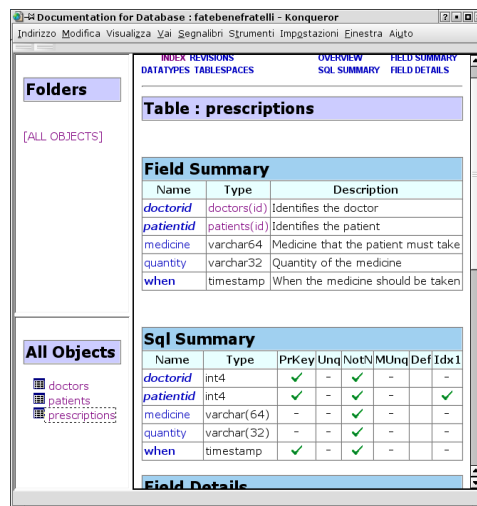 Documentation for Database : fatebenefratelli - Konqueror
Indirizzo Modifica Visualizza Vai Segnalibri Strumenti Impostazioni Finestra Aiuto
Folders
[ALL OBJECTS]
All Objects
doctors
patients
prescriptions
INDEX REVISIONS OVERVIEW FIELD SUMMARY
DATATYPES TABLESPACES SQL SUMMARY FIELD DETAILS
Table : prescriptions
Field Summary
Name Type Description
doctorid doctors(id) Identifies the doctor
patientid patients(id) Identifies the patient
medicine varchar64 Medicine that the patient must take
quantity varchar32 Quantity of the medicine
when timestamp When the medicine should be taken
Sql Summary
Name Type PrKey Unq NotN MUnq Def Idx1
doctorid int4 ✓ - ✓ - -
patientid int4 ✓ - ✓ - ✓
medicine varchar(64) - - ✓ - -
quantity varchar(32) - - ✓ - -
when timestamp ✓ - ✓ - -
Field Details